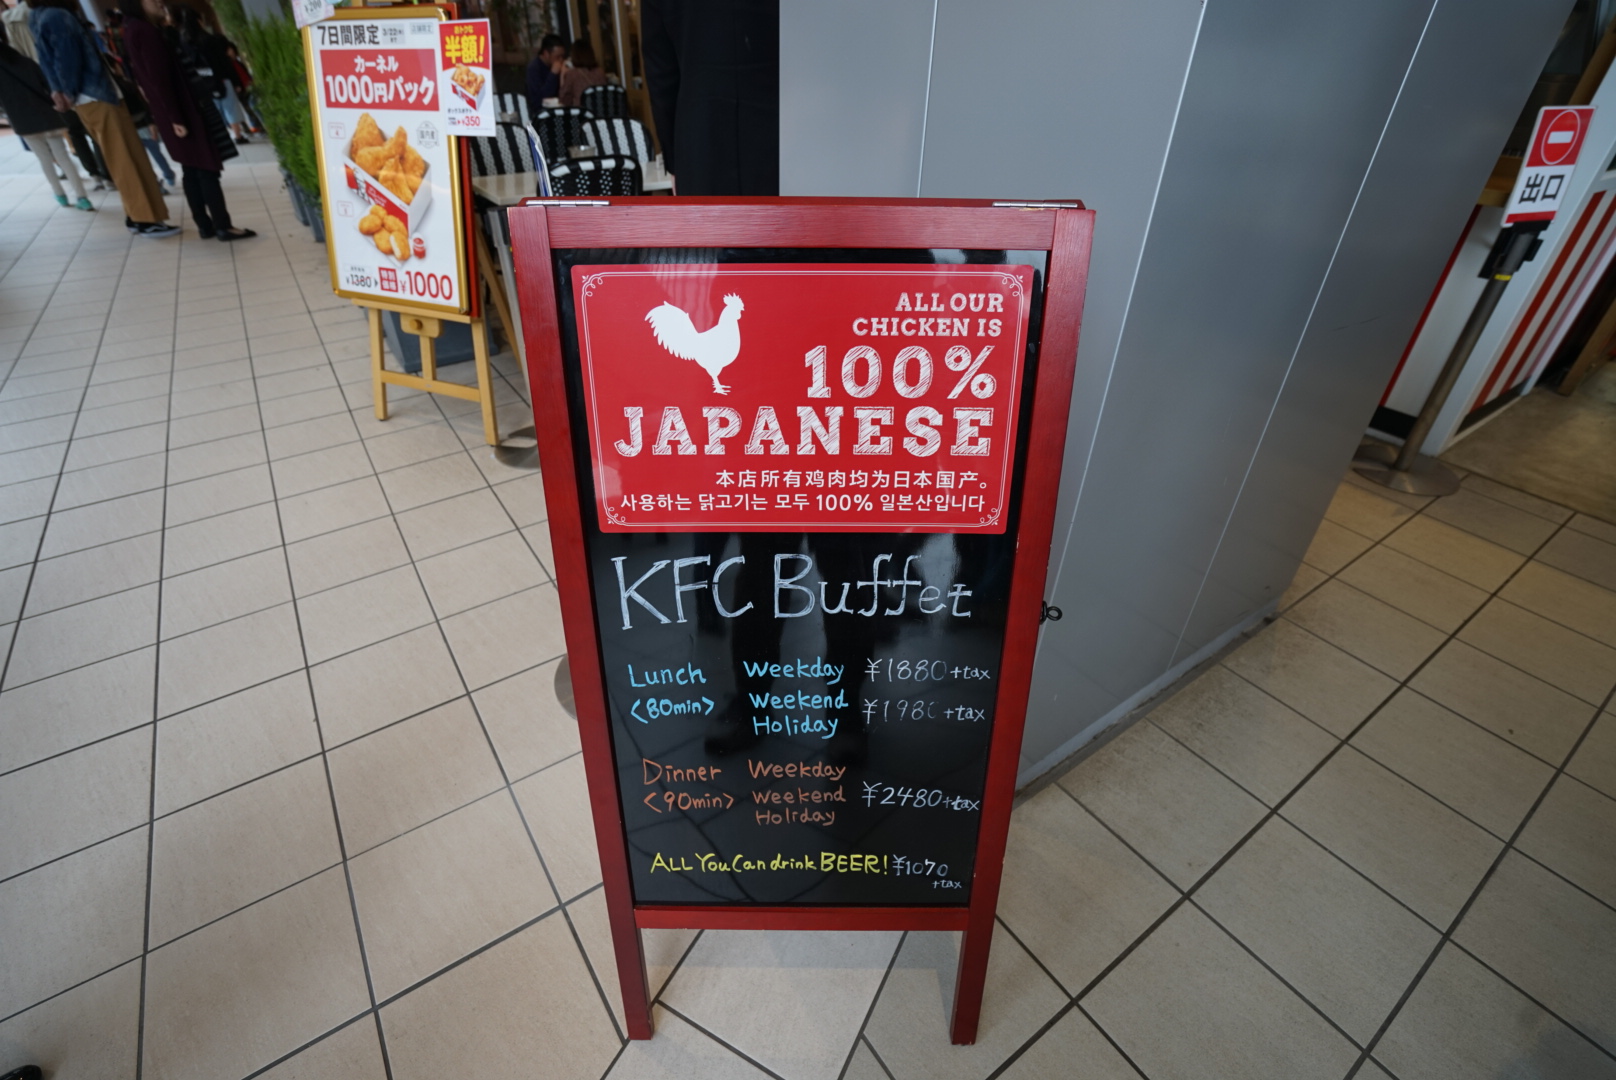 7日間限定 3/22
カーネル
1000円パック
¥1380 ▶ ¥1000
半額!
¥350
出口
ALL OUR
CHICKEN IS
100%
JAPANESE
本店所有鸡肉均为日本国产。
사용하는 닭고기는 모두 100% 일본산입니다
KFC Buffet
Lunch Weekday ¥1880+tax
<80min> Weekend ¥1980+tax
Holiday
Dinner Weekday
<90min> Weekend ¥2480+tax
Holiday
ALL You Can drink BEER! ¥1070
+tax